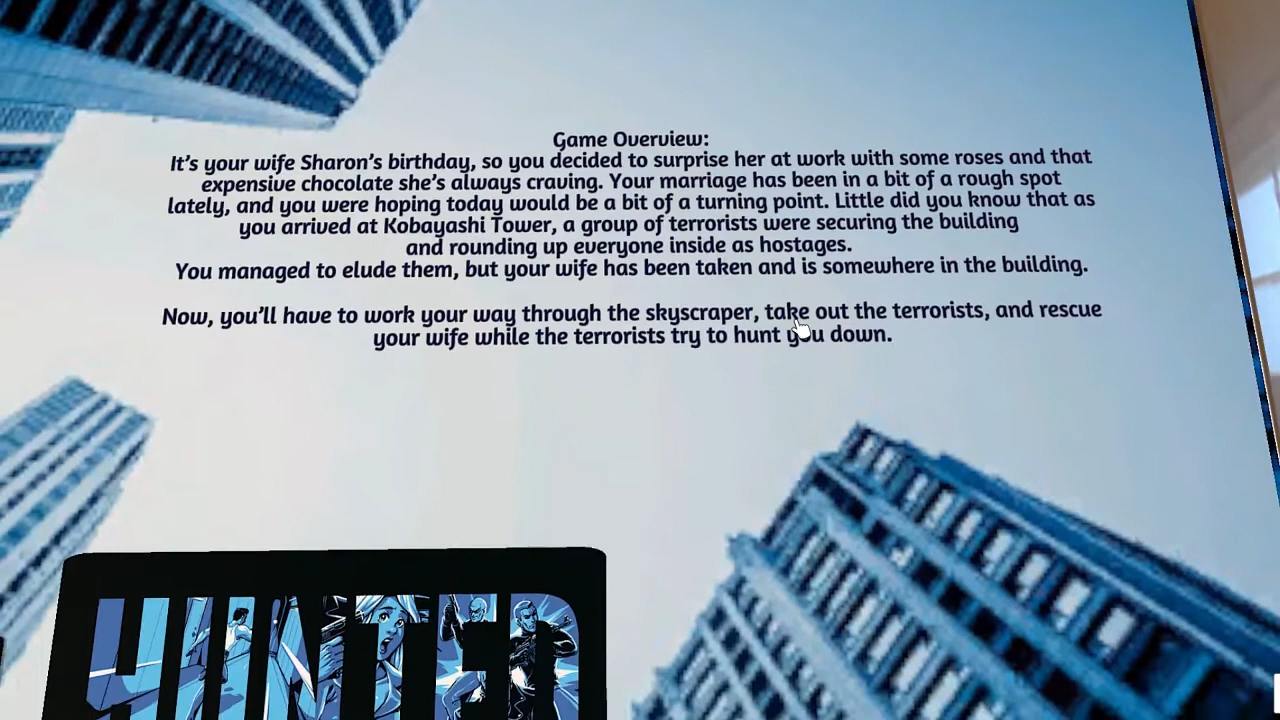 Game Overview:
It's your wife Sharon's birthday, so you decided to surprise her at work with some roses and that
expensive chocolate she's always craving. Your marriage has been in a bit of a rough spot
lately, and you were hoping today would be a bit of a turning point. Little did you know that as
you arrived at Kobayashi Tower, a group of terrorists were securing the building
and rounding up everyone inside as hostages.
You managed to elude them, but your wife has been taken and is somewhere in the building.
Now, you'll have to work your way through the skyscraper, take out the terrorists, and rescue
your wife while the terrorists try to hunt you down.
HUNTED